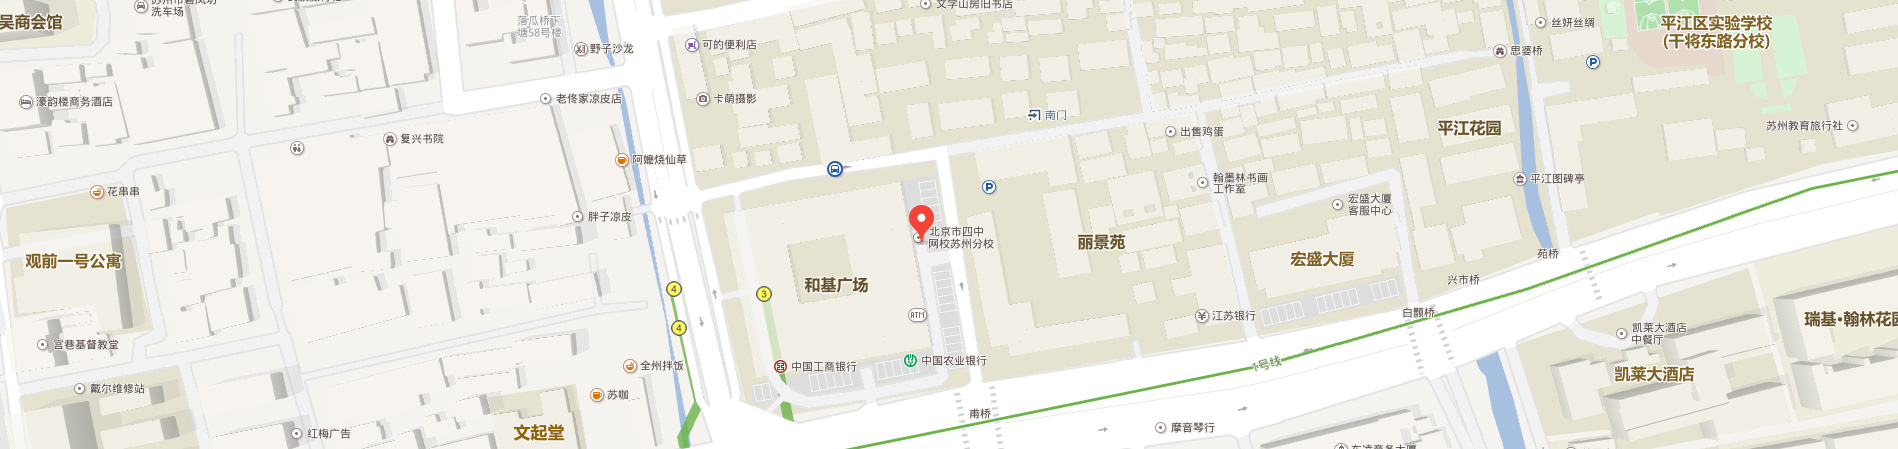 洗车场
吴商会馆
落瓜桥下
塘58号楼
野子沙龙
可的便利店
文学山房旧书店
丝妍丝绸
平江区实验学校
(干将东路分校)
思婆桥
P
濠韵楼商务酒店
老佟家凉皮店
卡萌摄影
南门
出售鸡蛋
平江花园
苏州教育旅行社
复兴书院
阿嬷烧仙草
花串串
P
翰墨林书画
工作室
平江图碑亭
宏盛大厦
客服中心
胖子凉皮
北京市四中
网校苏州分校
丽景苑
观前一号公寓
宏盛大厦
苑桥
兴市桥
和基广场
4
3
ATM
江苏银行
白顯桥
瑞基·翰林花园
4
凯莱大酒店
中餐厅
宫巷基督教堂
全州拌饭
中国工商银行
中国农业银行
1号线
凯莱大酒店
戴尔维修站
苏咖
甫桥
红梅广告
文起堂
摩音琴行